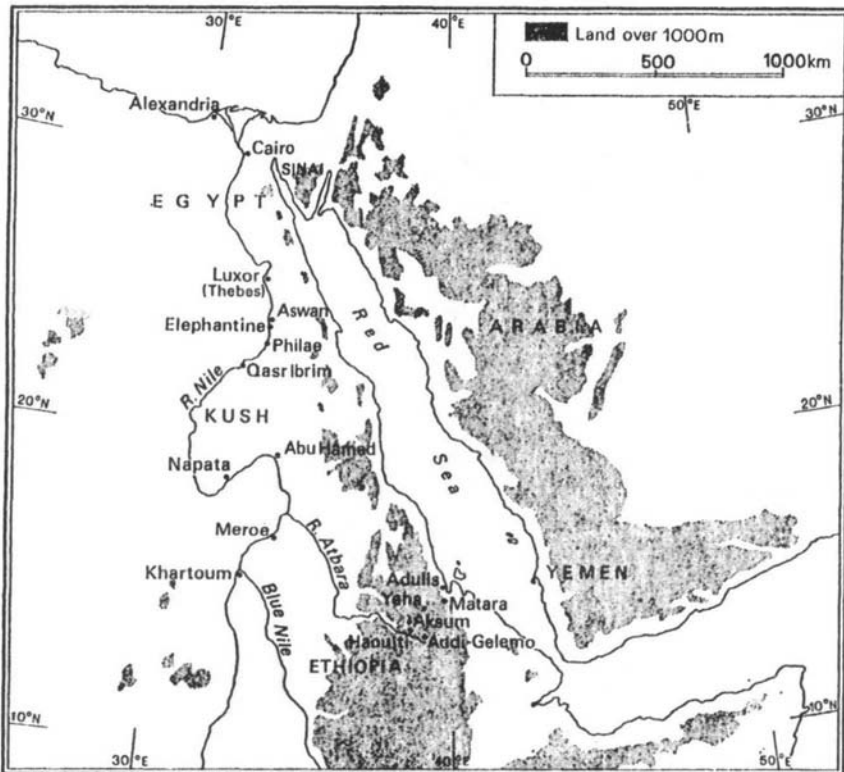 30°E
40°E
Land over 1000m
0 500 1000km
50°E
30°N
30°N
Alexandria
Cairo
SINAI
EGYPT
Luxor
(Thebes)
Aswan
Elephantine
Philae
Qasr Ibrim
R. Nile
Red Sea
ARABIA
20°N
20°N
KUSH
Abu Hamed
Napata
Meroe
R. Atbara
Khartoum
Blue Nile
Adulis
YEMEN
Yeha
Matara
Aksum
Haoulti
Addi-Gelemo
ETHIOPIA
10°N
10°N
30°E
40°E
50°E